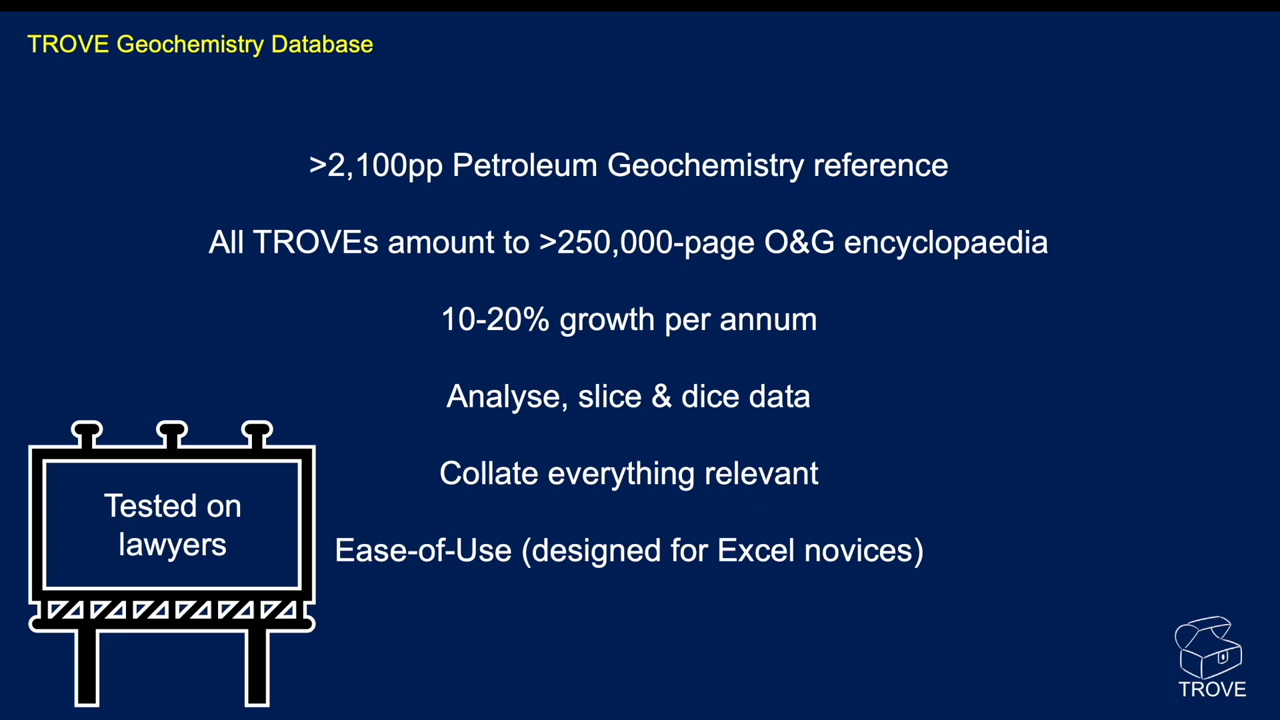 TROVE Geochemistry Database
>2,100pp Petroleum Geochemistry reference
All TROVEs amount to >250,000-page O&G encyclopaedia
10-20% growth per annum
Analyse, slice & dice data
Collate everything relevant
Ease-of-Use (designed for Excel novices)
Tested on
lawyers
TROVE